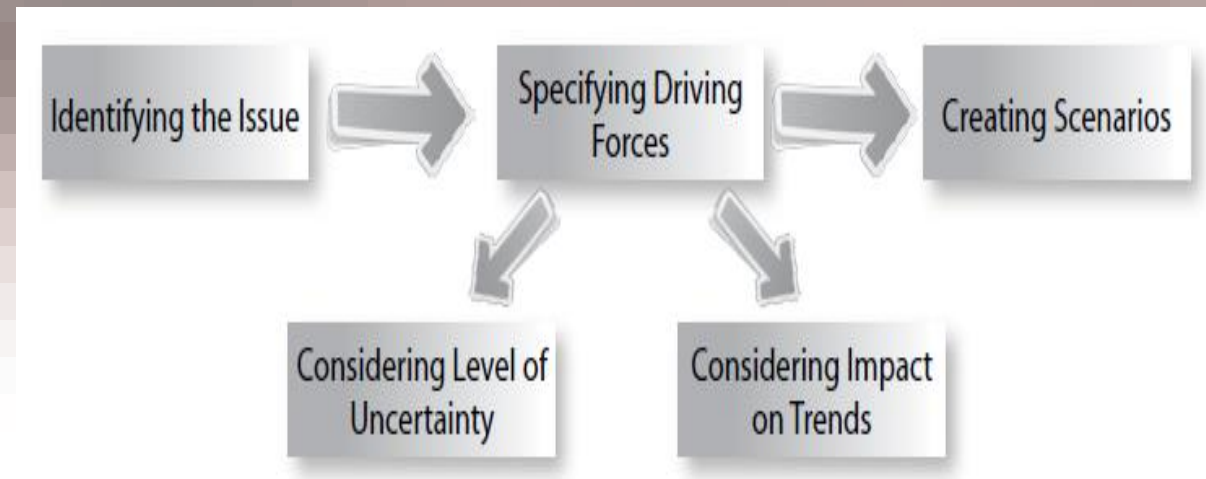 Identifying the Issue
Specifying Driving
Forces
Creating Scenarios
Considering Level of
Uncertainty
Considering Impact
on Trends